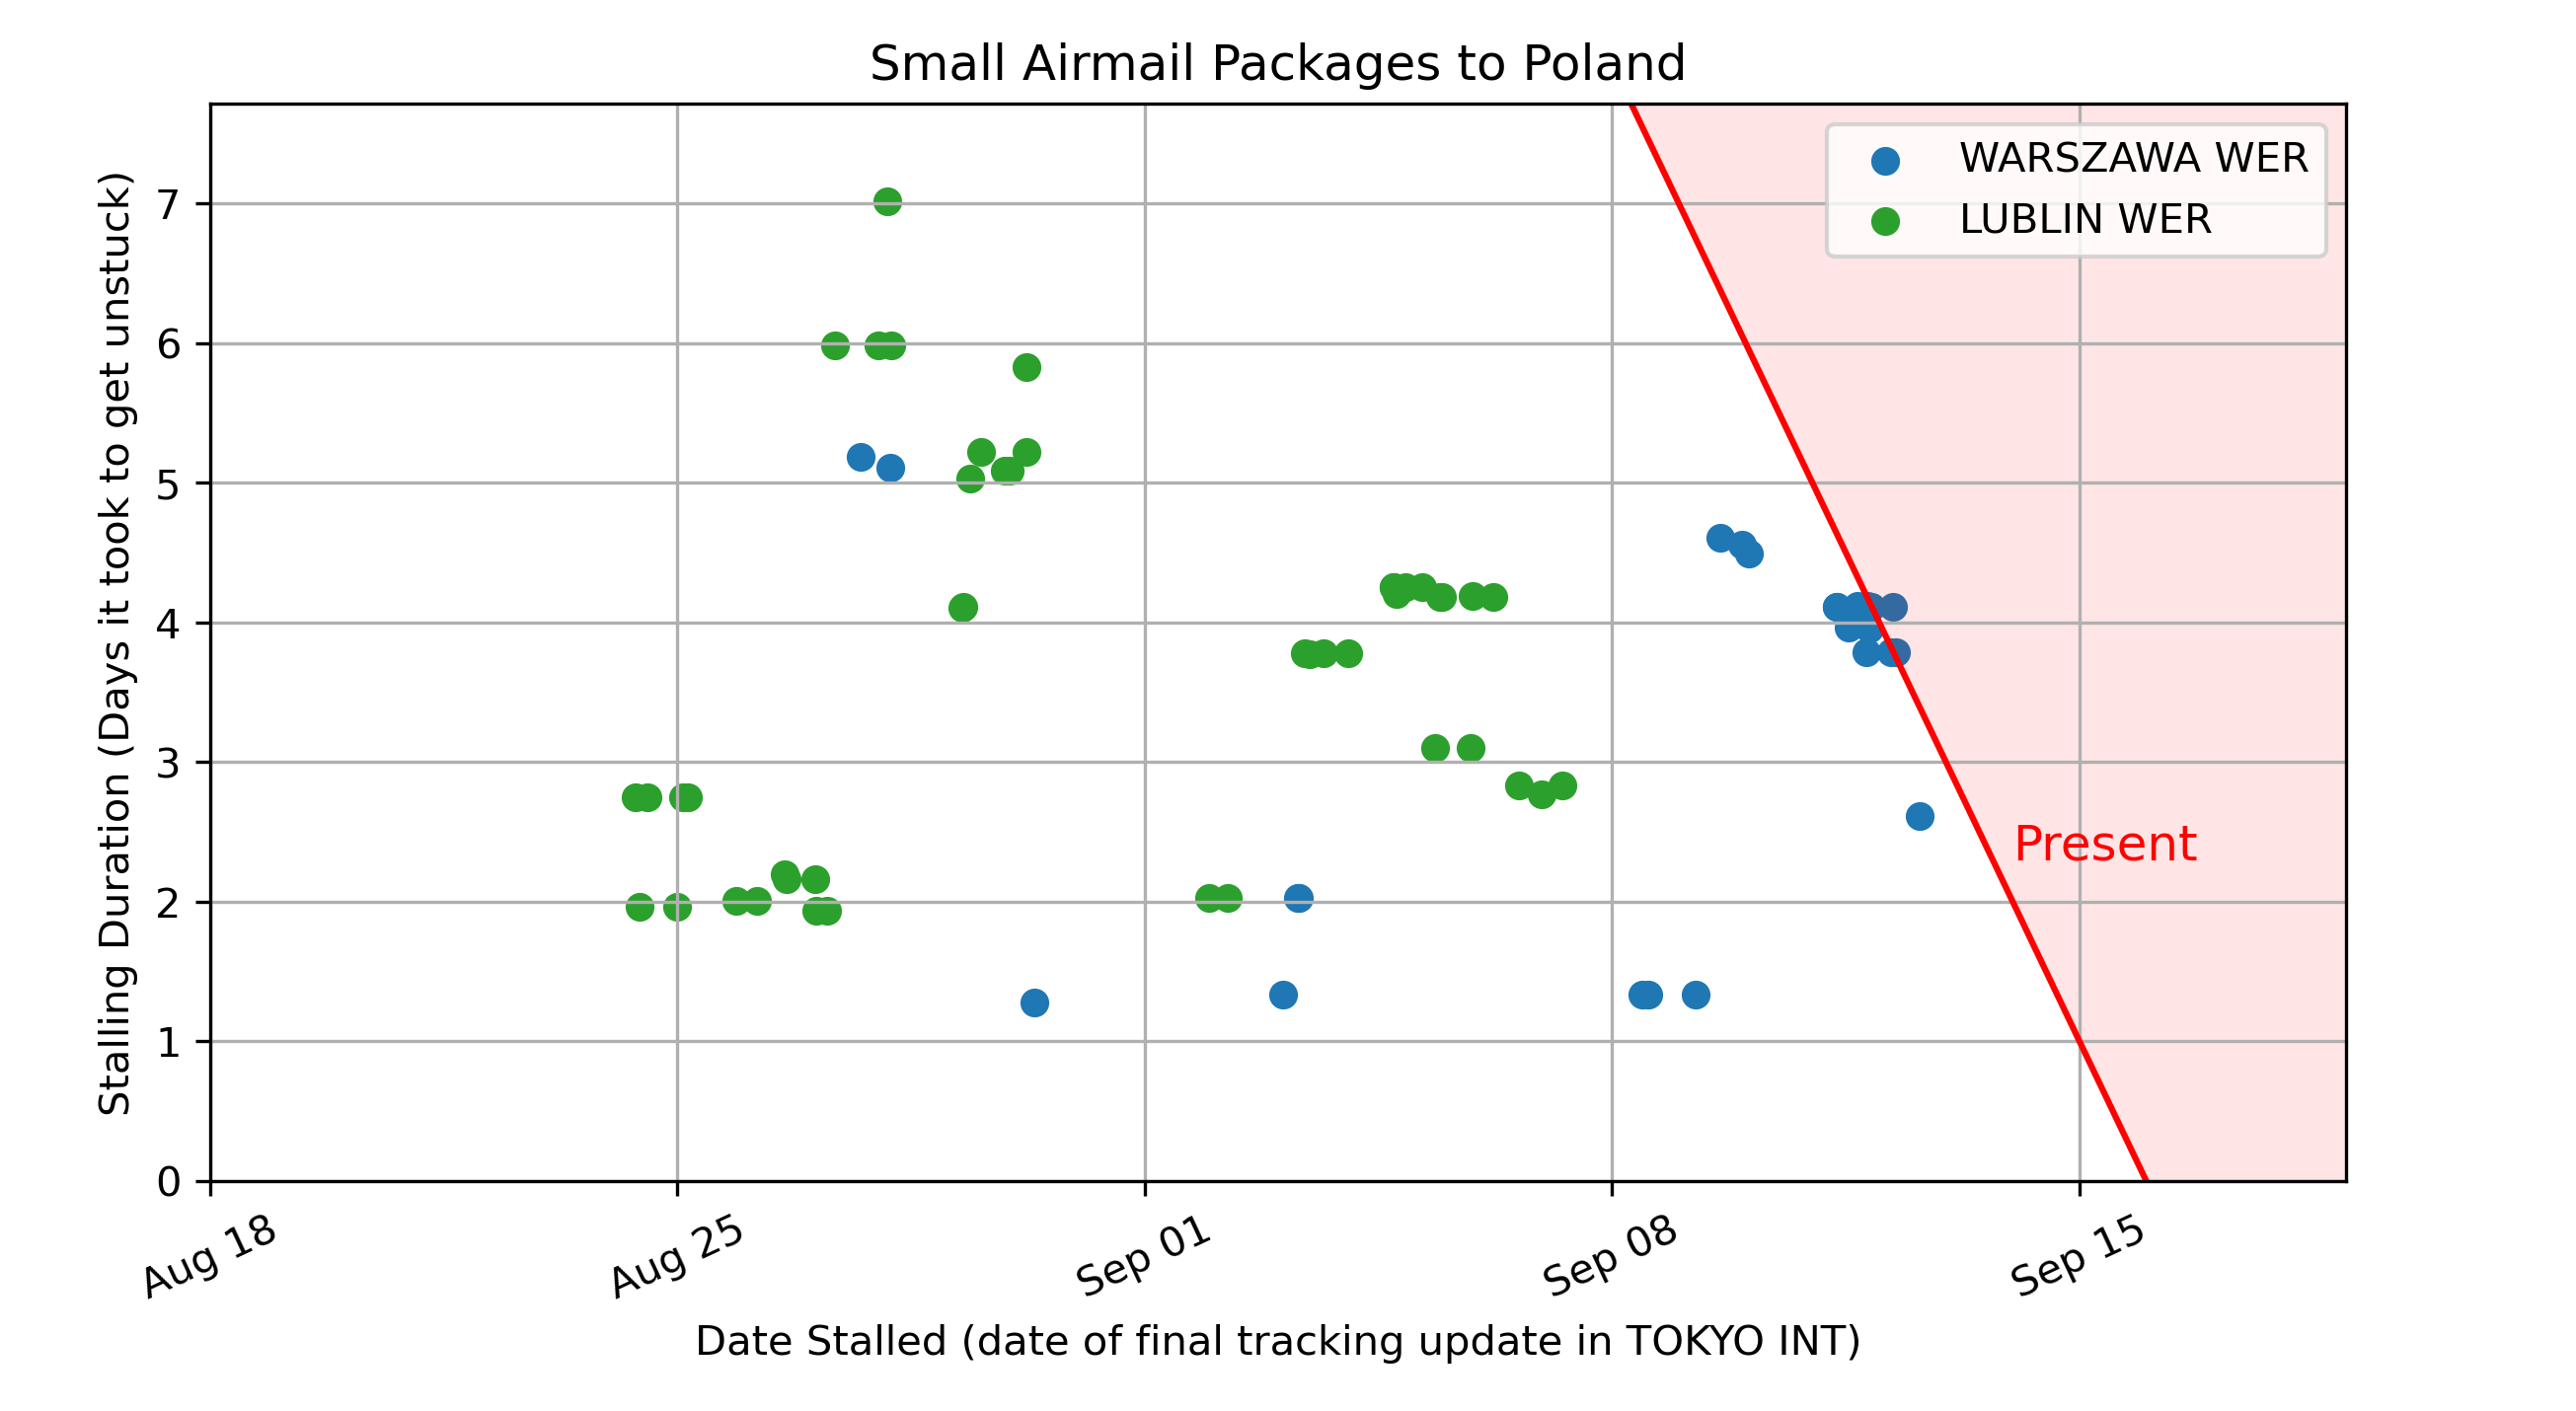 Small Airmail Packages to Poland
WARSZAWA WER
LUBLIN WER
Present
Stalling Duration (Days it took to get unstuck)
7
6
5
4
3
2
1
0
Aug 18
Aug 25
Sep 01
Sep 08
Sep 15
Date Stalled (date of final tracking update in TOKYO INT)